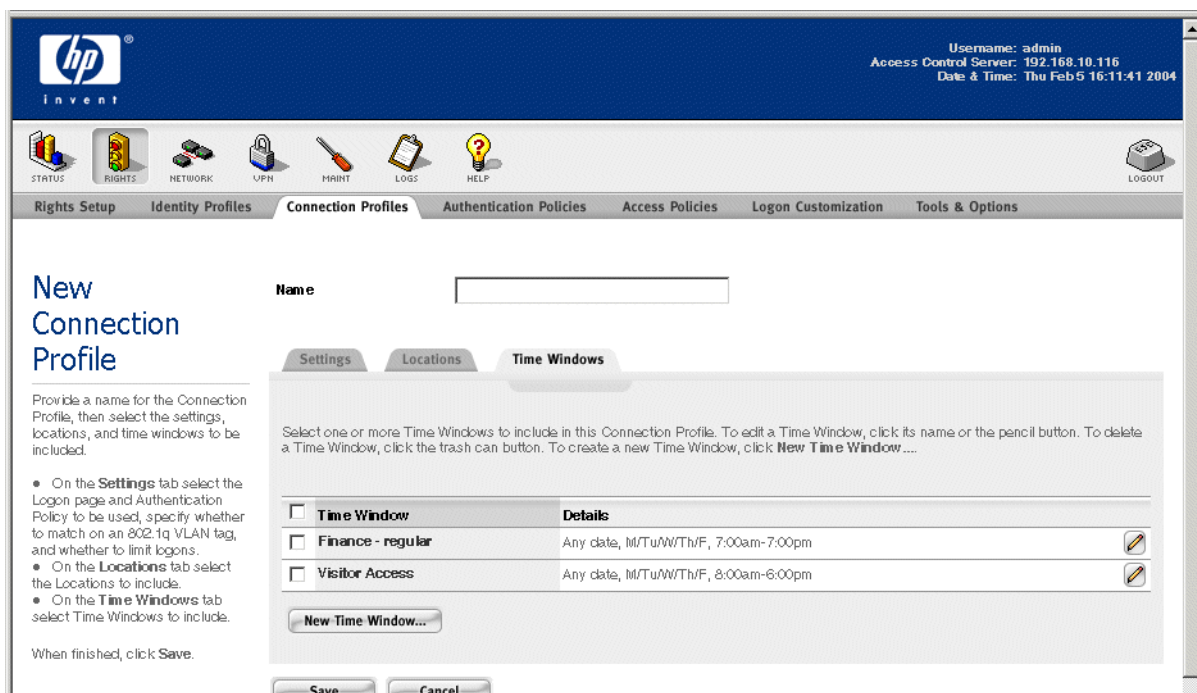 hp
®
invent
Username: admin
Access Control Server: 192.168.10.116
Date & Time: Thu Feb 5 16:11:41 2004
STATUS RIGHTS NETWORK VPN MAINT LOGS HELP LOGOUT
Rights Setup Identity Profiles Connection Profiles Authentication Policies Access Policies Logon Customization Tools & Options
New
Connection
Profile
Provide a name for the Connection
Profile, then select the settings,
locations, and time windows to be
included.
• On the Settings tab select the
Logon page and Authentication
Policy to be used, specify whether
to match on an 802.1q VLAN tag,
and whether to limit logons.
• On the Locations tab select
the Locations to include.
• On the Time Windows tab
select Time Windows to include.
When finished, click Save.
Name
Settings Locations Time Windows
Select one or more Time Windows to include in this Connection Profile. To edit a Time Window, click its name or the pencil button. To delete
a Time Window, click the trash can button. To create a new Time Window, click New Time Window....
Time Window Details
Finance - regular Any date, M/Tu/W/Th/F, 7:00am-7:00pm
Visitor Access Any date, M/Tu/W/Th/F, 8:00am-6:00pm
New Time Window...
Save Cancel